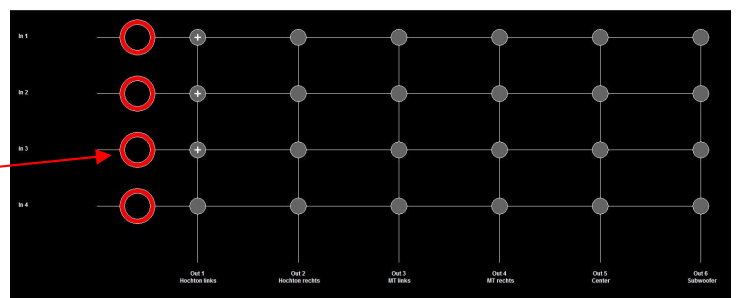 In 1
In 2
In 3
In 4
Out 1
Hochton links
Out 2
Hochton rechts
Out 3
MT links
Out 4
MT rechts
Out 5
Center
Out 6
Subwoofer